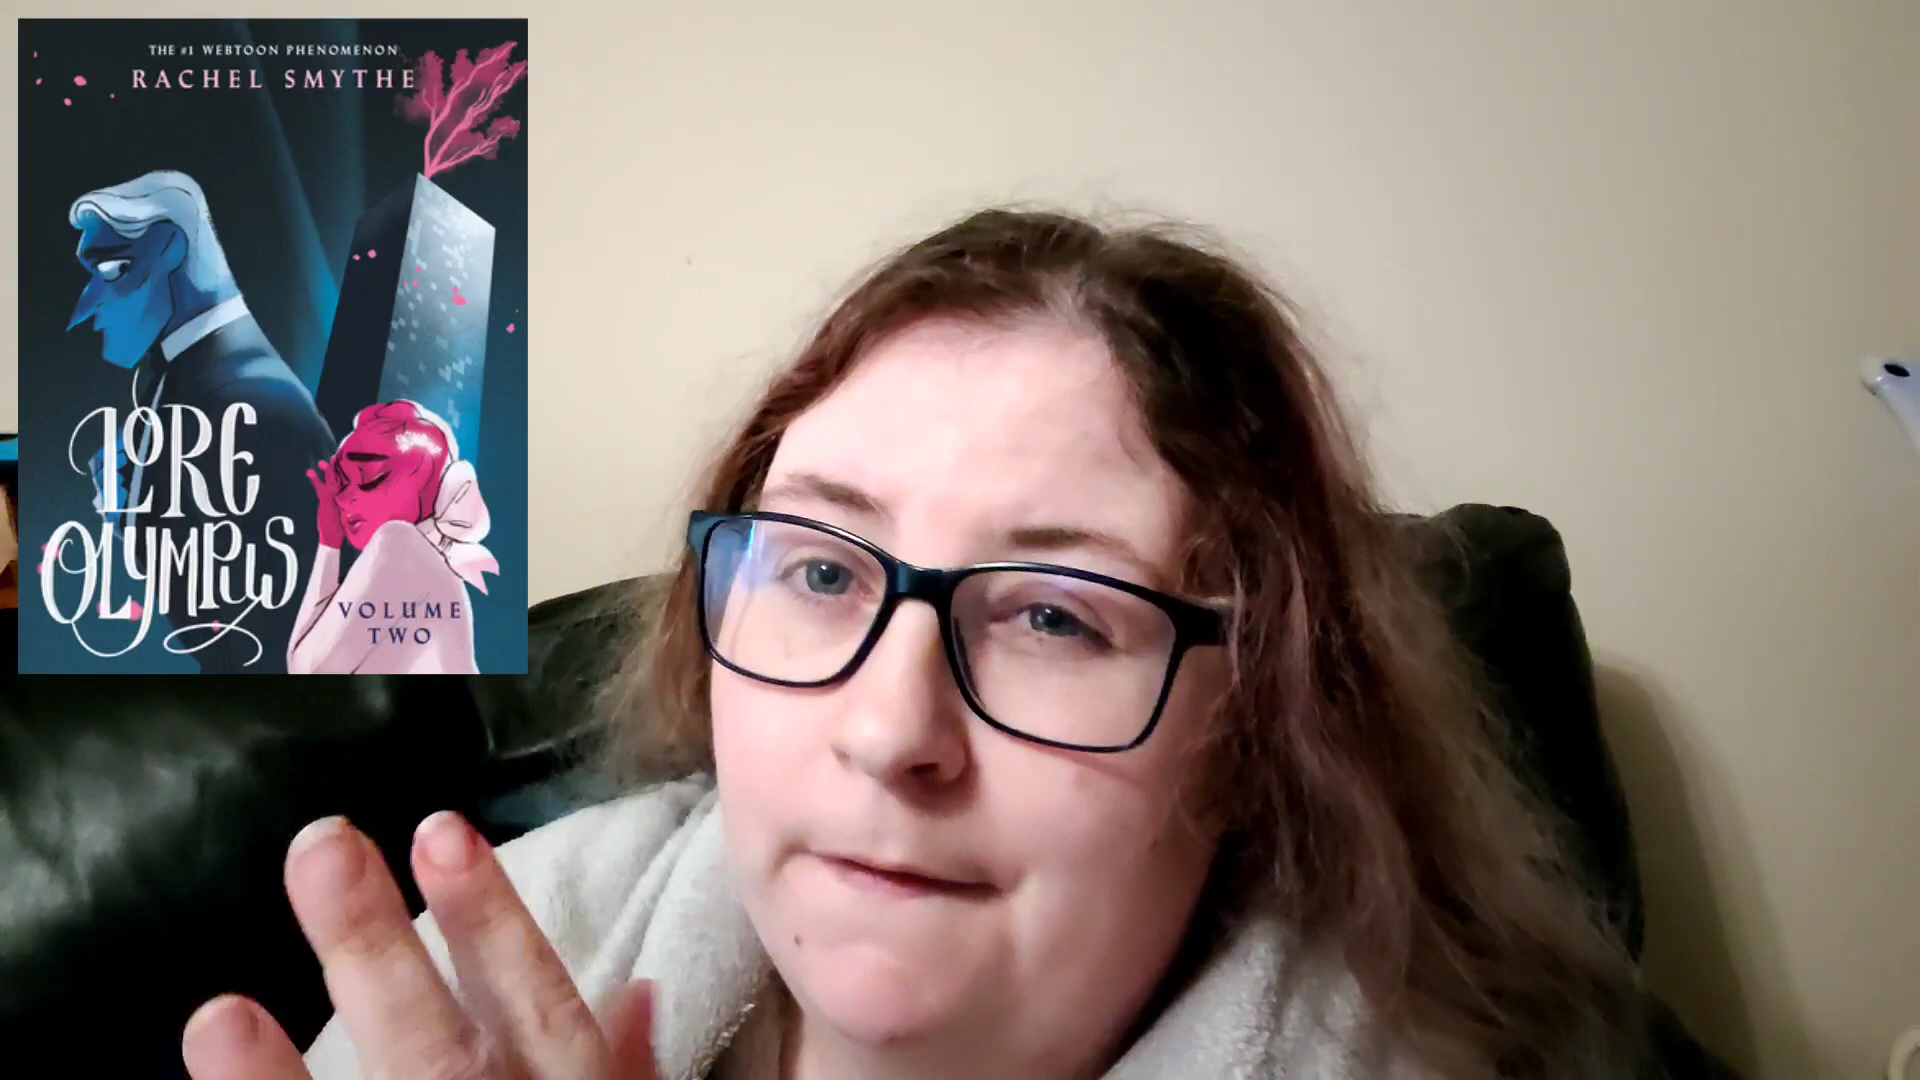 THE #1 WEBTOON PHENOMENON
RACHEL SMYTHE
LORE
OLYMPUS
VOLUME
TWO